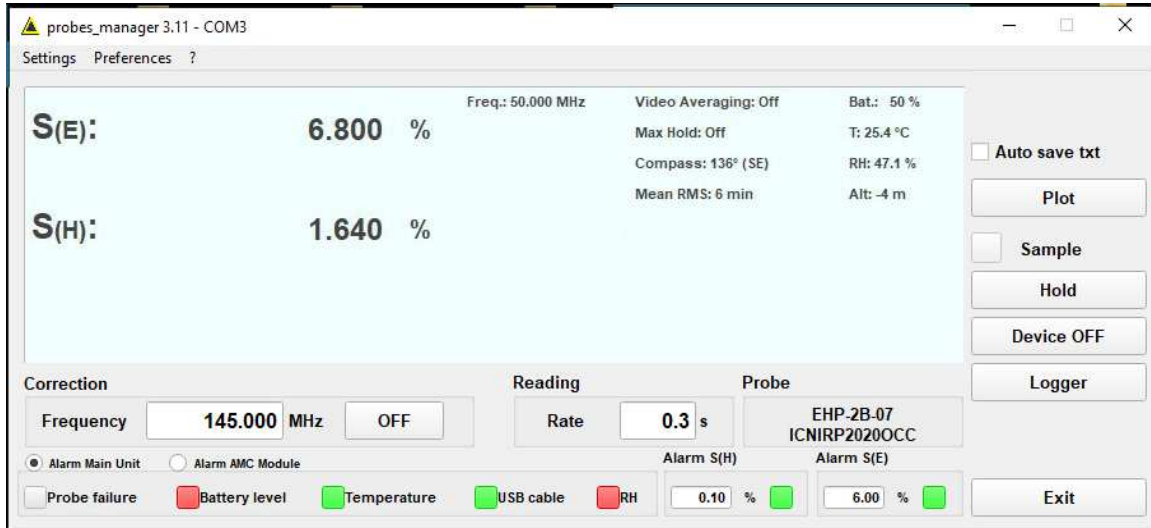 probes_manager 3.11 - COM3
Settings Preferences ?
S(E): 6.800 %
Freq.: 50.000 MHz
Video Averaging: Off
Bat.: 50 %
Max Hold: Off
T: 25.4 °C
Compass: 136° (SE)
RH: 47.1 %
Mean RMS: 6 min
Alt: -4 m
S(H): 1.640 %
Auto save txt
Plot
Sample
Hold
Device OFF
Logger
Correction
Frequency 145.000 MHz OFF
Reading
Rate 0.3 s
Probe
EHP-2B-07
ICNIRP2020OCC
Alarm Main Unit Alarm AMC Module
Probe failure Battery level Temperature USB cable RH
Alarm S(H)
0.10 %
Alarm S(E)
6.00 %
Exit